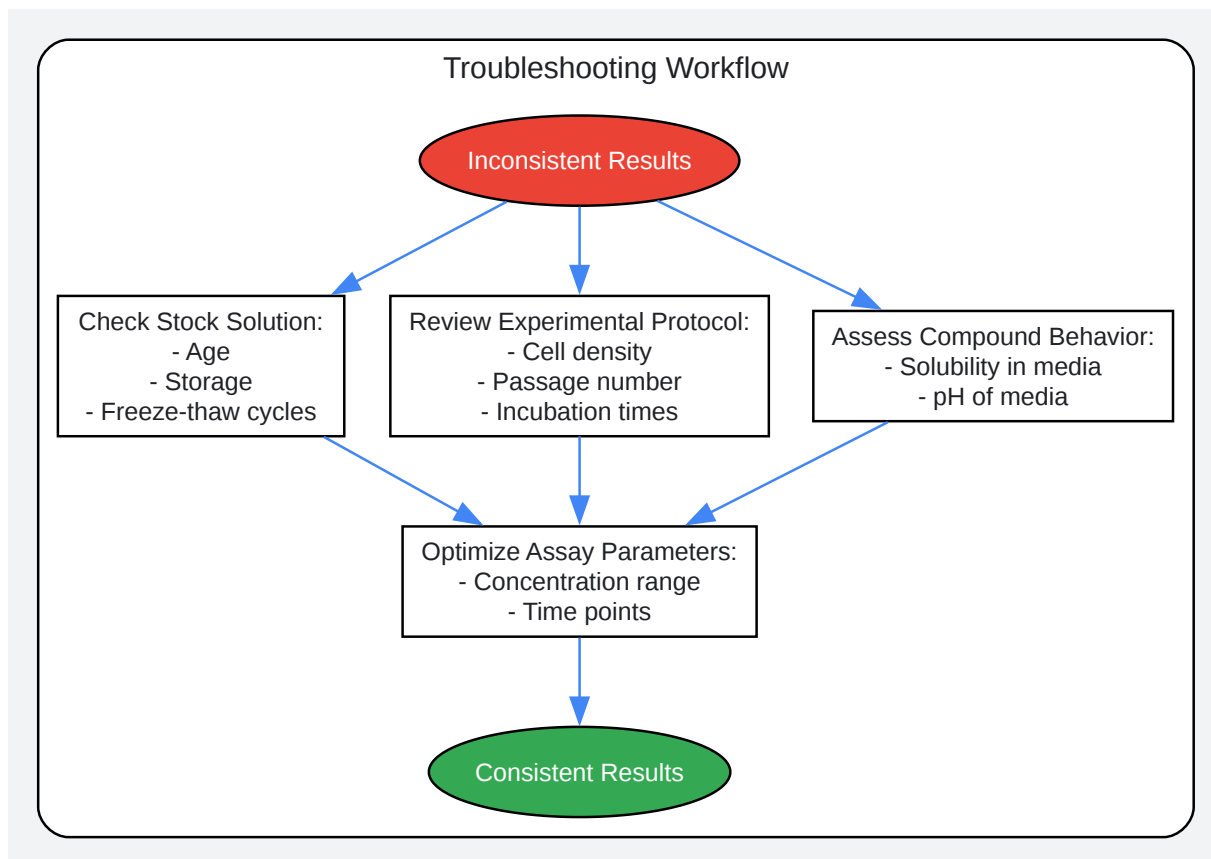 Troubleshooting Workflow
Inconsistent Results
Check Stock Solution:
- Age
- Storage
- Freeze-thaw cycles
Review Experimental Protocol:
- Cell density
- Passage number
- Incubation times
Assess Compound Behavior:
- Solubility in media
- pH of media
Optimize Assay Parameters:
- Concentration range
- Time points
Consistent Results